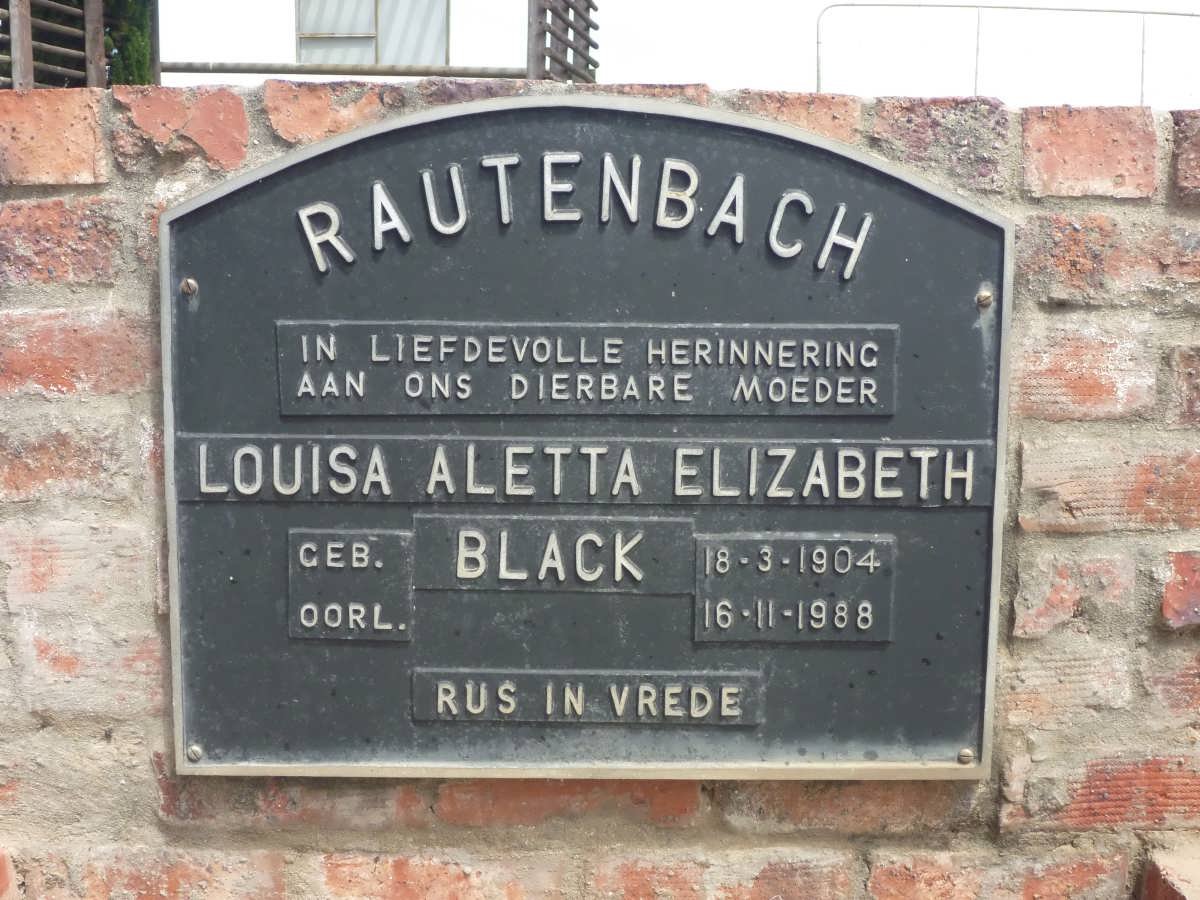 RAUTENBACH
IN LIEFDEVOLLE HERINNERING
AAN ONS DIERBARE MOEDER
LOUISA ALETTA ELIZABETH
BLACK
GEB. 18-3-1904
OORL. 16-11-1988
RUS IN VREDE